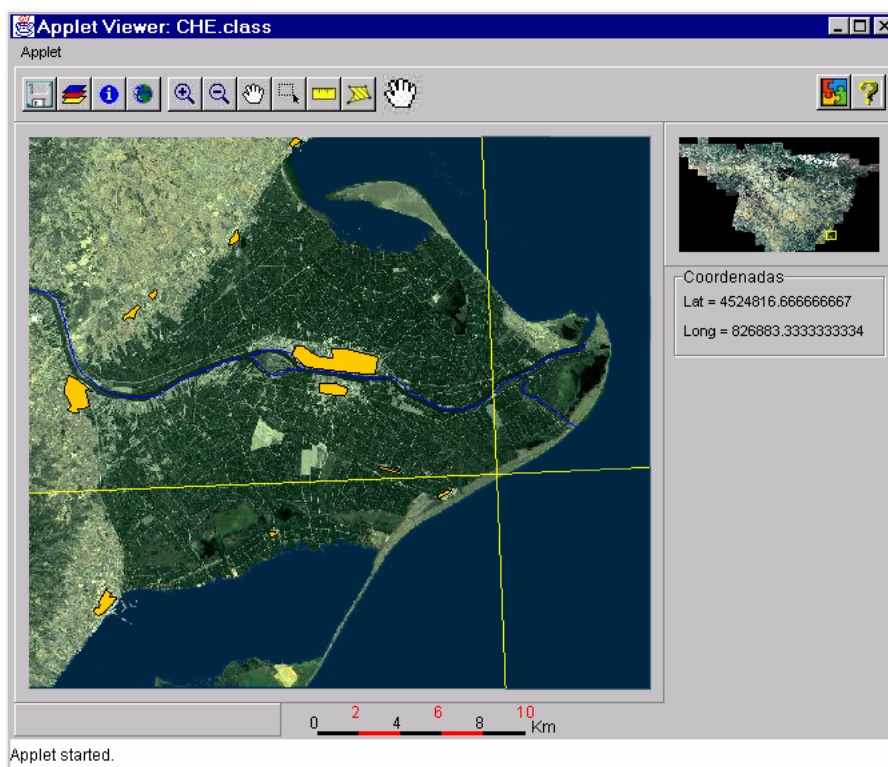 Applet Viewer: CHE.class
Applet
Coordenadas
Lat = 4524816.666666667
Long = 826883.3333333334
0 2 4 6 8 10 Km
Applet started.